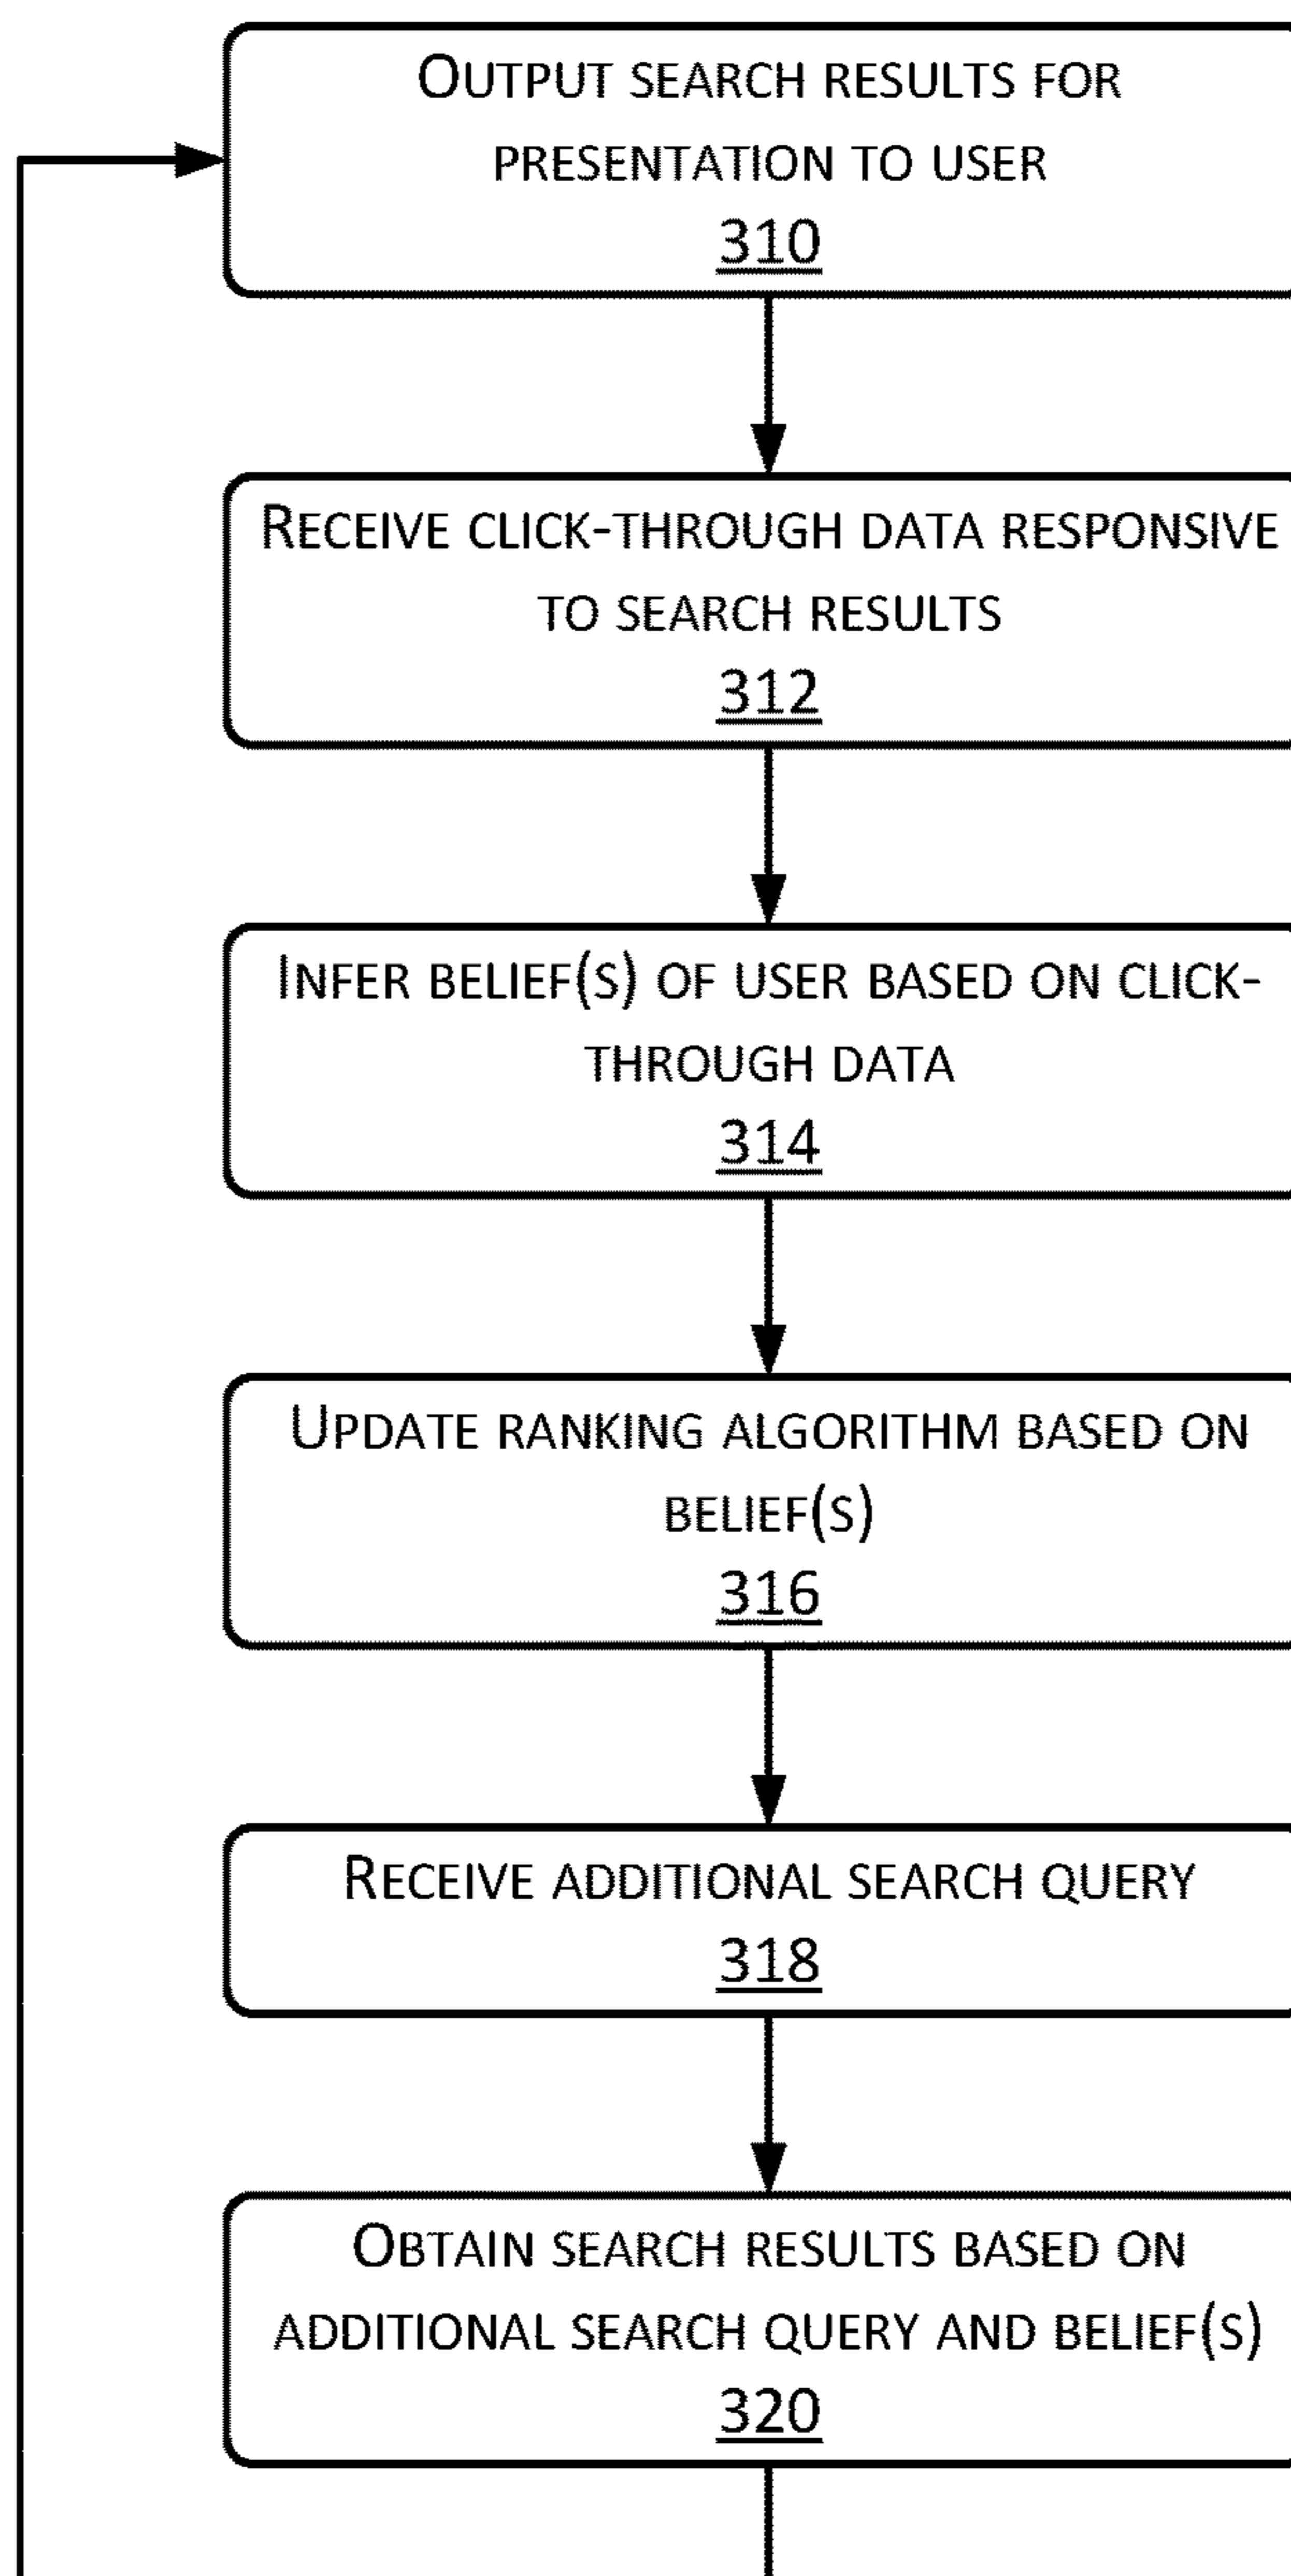 OUTPUT SEARCH RESULTS FOR
PRESENTATION TO USER
310
RECEIVE CLICK-THROUGH DATA RESPONSIVE
TO SEARCH RESULTS
312
INFER BELIEF(S) OF USER BASED ON CLICK-
THROUGH DATA
314
UPDATE RANKING ALGORITHM BASED ON
BELIEF(S)
316
RECEIVE ADDITIONAL SEARCH QUERY
318
OBTAIN SEARCH RESULTS BASED ON
ADDITIONAL SEARCH QUERY AND BELIEF(S)
320